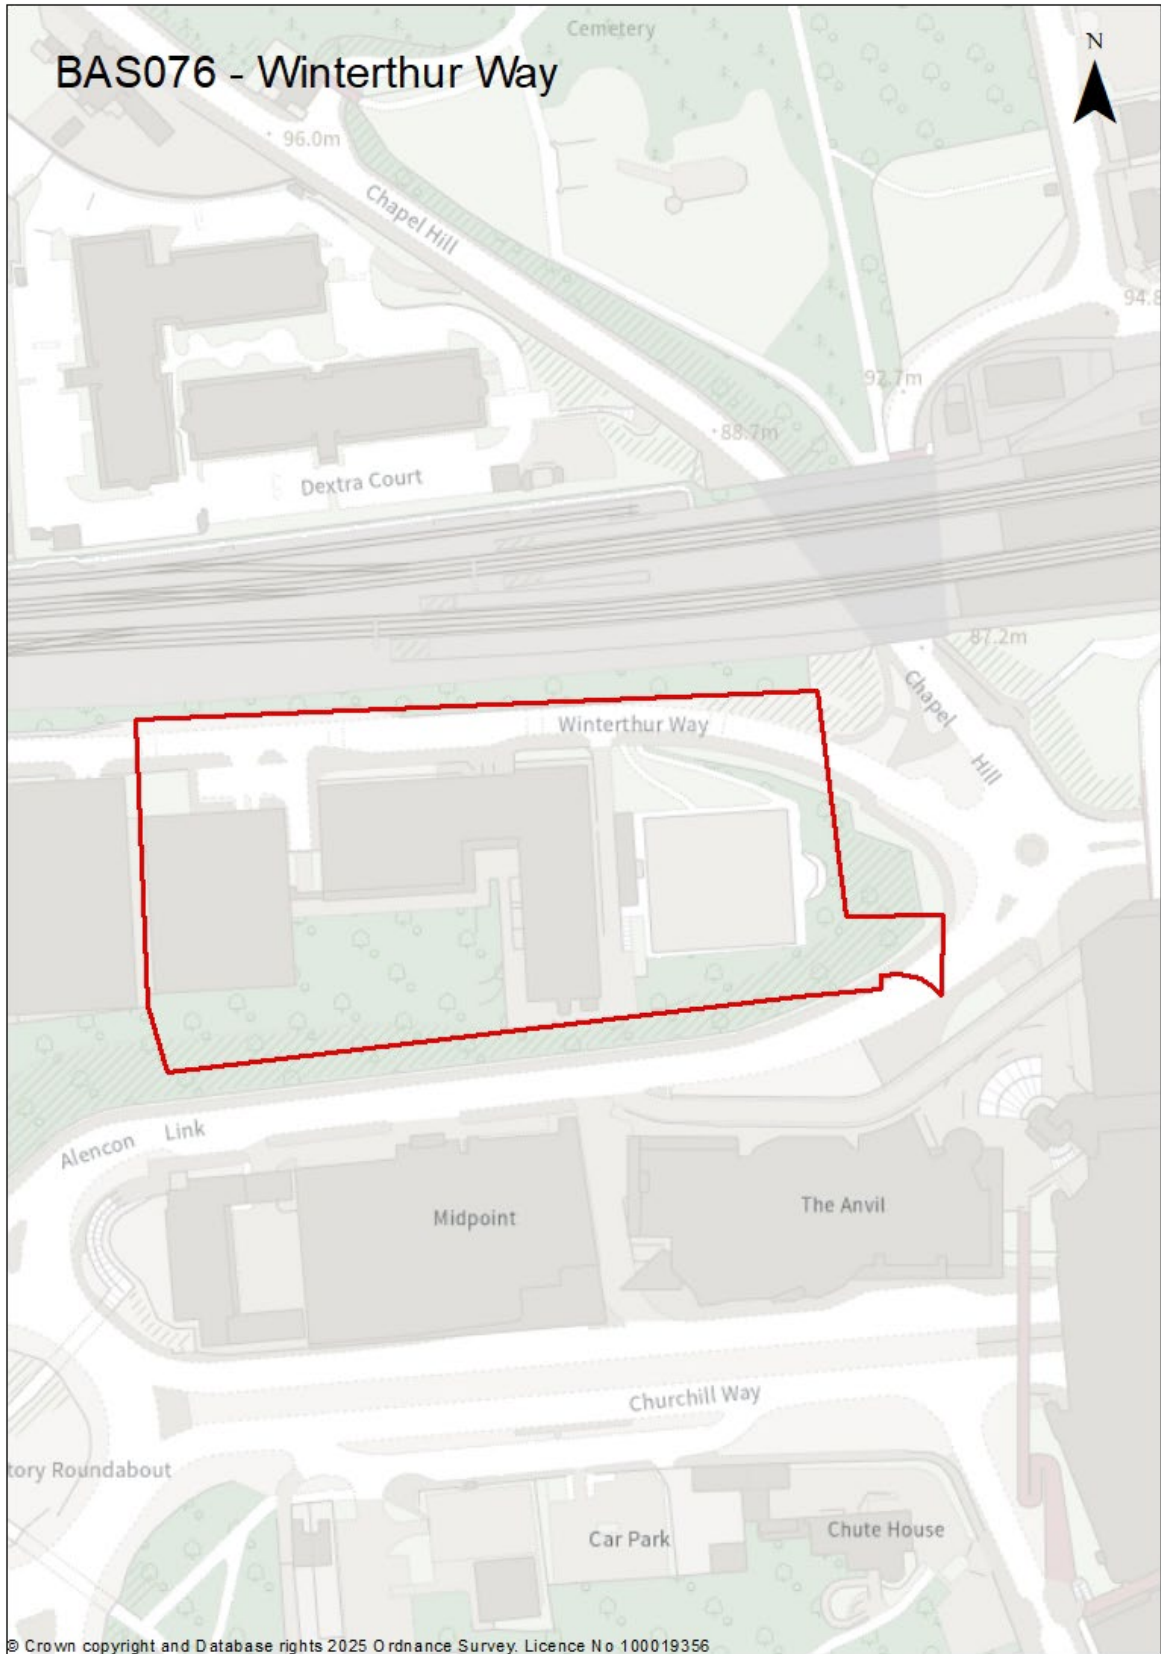 Cemetery
N
BAS076 - Winterthur Way
96.0m
Chapel Hill
94.8
92.7m
88.7m
Dextra Court
87.2m
Chapel Hill
Winterthur Way
Alencon Link
Midpoint
The Anvil
Churchill Way
tory Roundabout
Car Park
Chute House
© Crown copyright and Database rights 2025 Ordnance Survey. Licence No 100019356